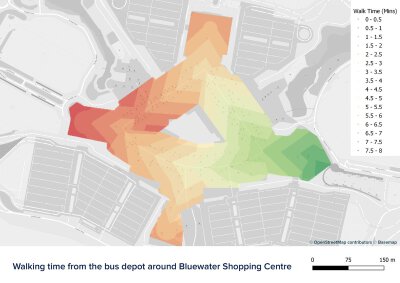 Walk Time (Mins)
0 - 0.5
0.5 - 1
1 - 1.5
1.5 - 2
2 - 2.5
2.5 - 3
3 - 3.5
3.5 - 4
4 - 4.5
4.5 - 5
5 - 5.5
5.5 - 6
6 - 6.5
6.5 - 7
7 - 7.5
7.5 - 8
© OpenStreetMap contributors © Basemap
Walking time from the bus depot around Bluewater Shopping Centre
0 75 150 m